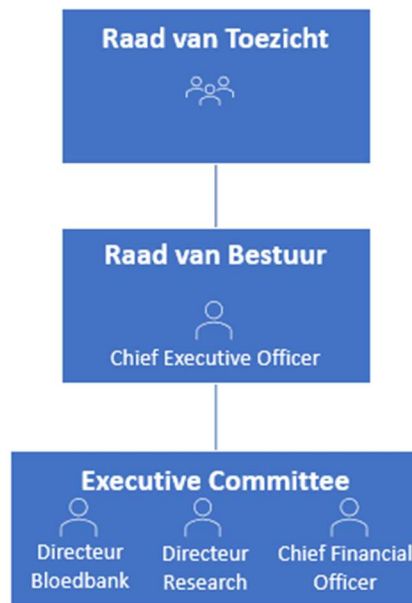 Raad van Toezicht
Raad van Bestuur
Chief Executive Officer
Executive Committee
Directeur
Bloedbank
Directeur
Research
Chief Financial
Officer